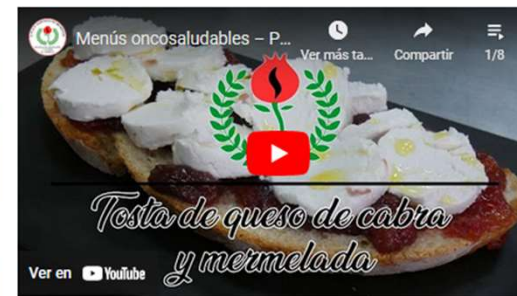 Menús oncosaludables – P...
Ver más ta...
Compartir
1/8
Tosta de queso de cabra
y mermelada
Ver en YouTube